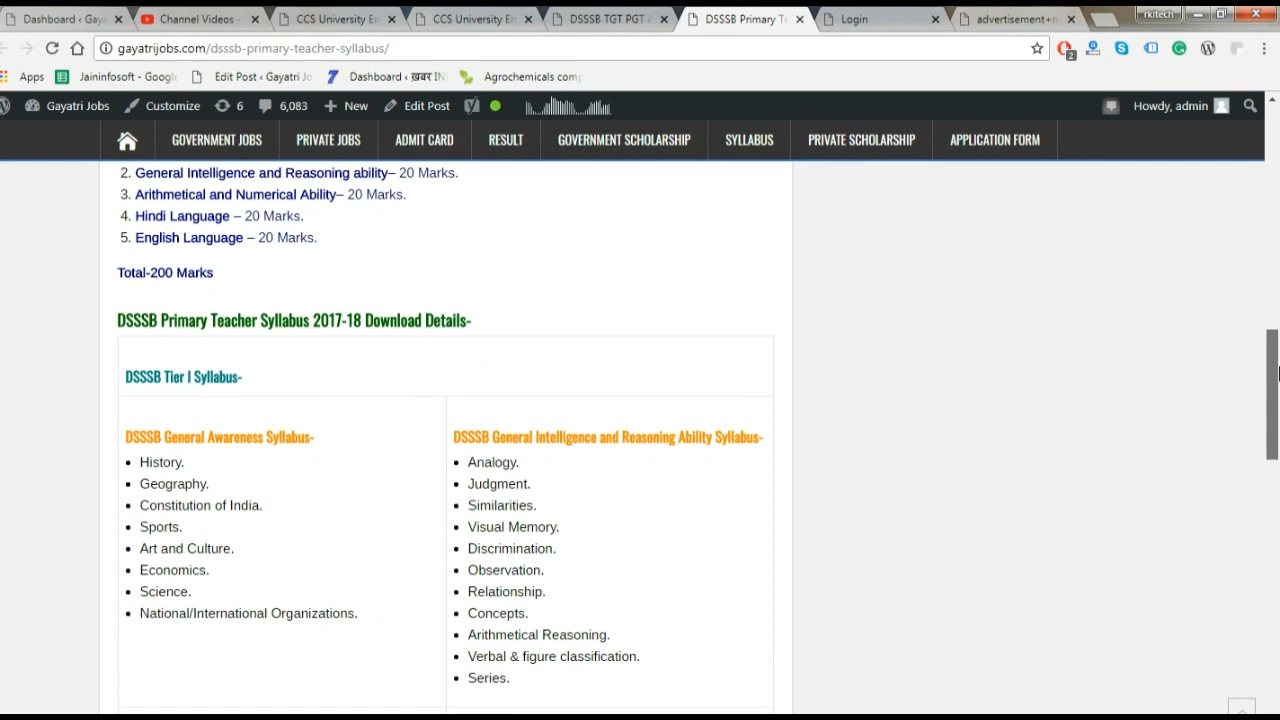 Dashboard ‹ Gay
Channel Videos -
CCS University En
CCS University En
DSSSB TGT PGT
DSSSB Primary Te
Login
advertisement+n
rkitech
gayatrijobs.com/dsssb-primary-teacher-syllabus/
2
Apps
Jaininfosoft - Google
Edit Post ‹ Gayatri Jo
Dashboard ‹ ख़बर IN
Agrochemicals comp
Gayatri Jobs
Customize
6
6,083
New
Edit Post
Howdy, admin
GOVERNMENT JOBS
PRIVATE JOBS
ADMIT CARD
RESULT
GOVERNMENT SCHOLARSHIP
SYLLABUS
PRIVATE SCHOLARSHIP
APPLICATION FORM
2. General Intelligence and Reasoning ability– 20 Marks.
3. Arithmetical and Numerical Ability– 20 Marks.
4. Hindi Language – 20 Marks.
5. English Language – 20 Marks.
Total-200 Marks
DSSSB Primary Teacher Syllabus 2017-18 Download Details-
DSSSB Tier I Syllabus-
DSSSB General Awareness Syllabus-
History.
Geography.
Constitution of India.
Sports.
Art and Culture.
Economics.
Science.
National/International Organizations.
DSSSB General Intelligence and Reasoning Ability Syllabus-
Analogy.
Judgment.
Similarities.
Visual Memory.
Discrimination.
Observation.
Relationship.
Concepts.
Arithmetical Reasoning.
Verbal & figure classification.
Series.